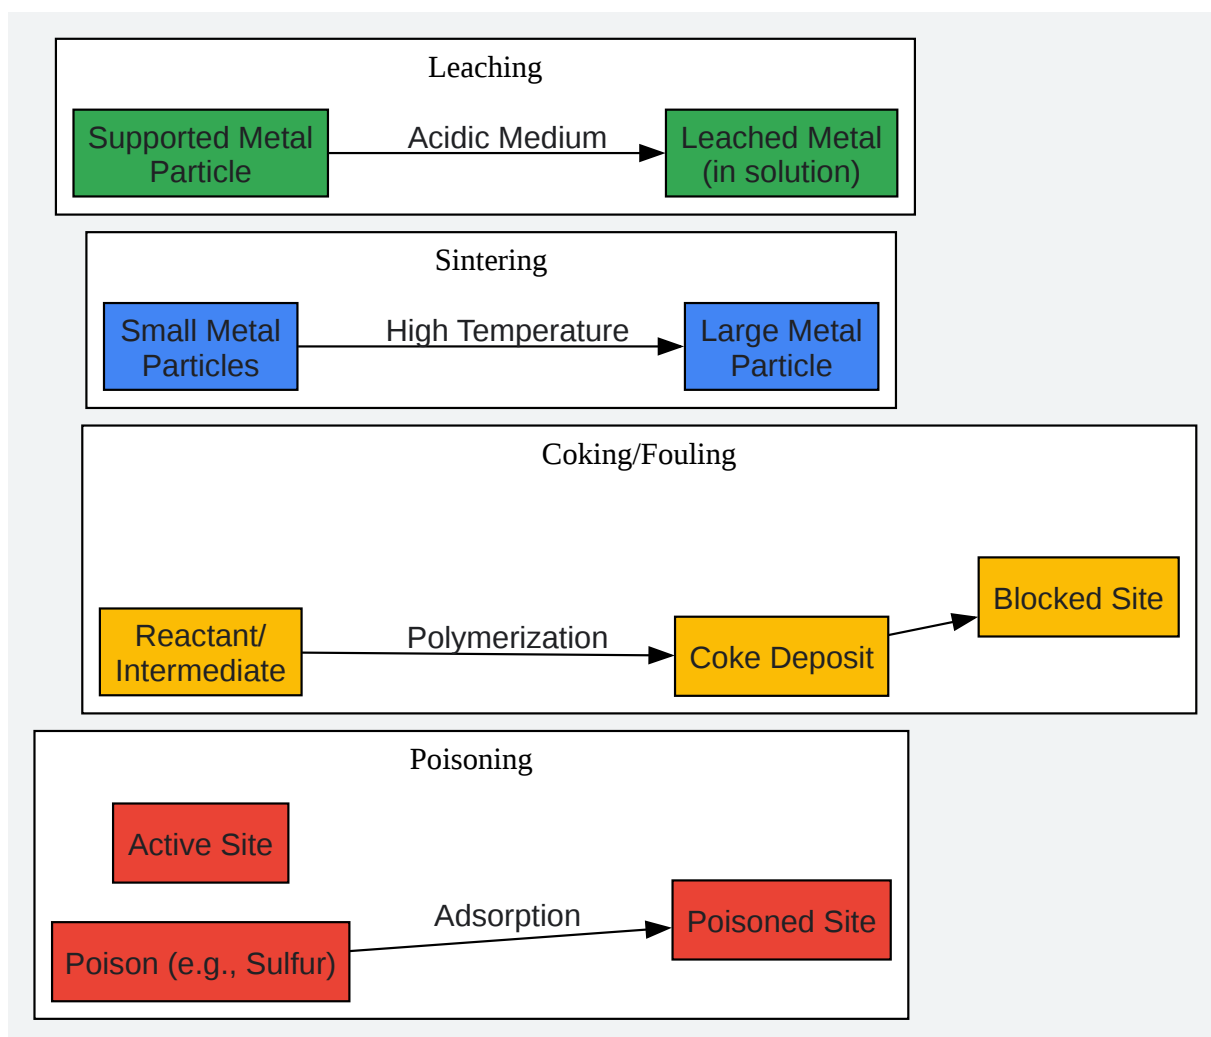 Leaching
Supported Metal
Particle
Acidic Medium
Leached Metal
(in solution)
Sintering
Small Metal
Particles
High Temperature
Large Metal
Particle
Coking/Fouling
Reactant/
Intermediate
Polymerization
Coke Deposit
Blocked Site
Poisoning
Active Site
Poison (e.g., Sulfur)
Adsorption
Poisoned Site